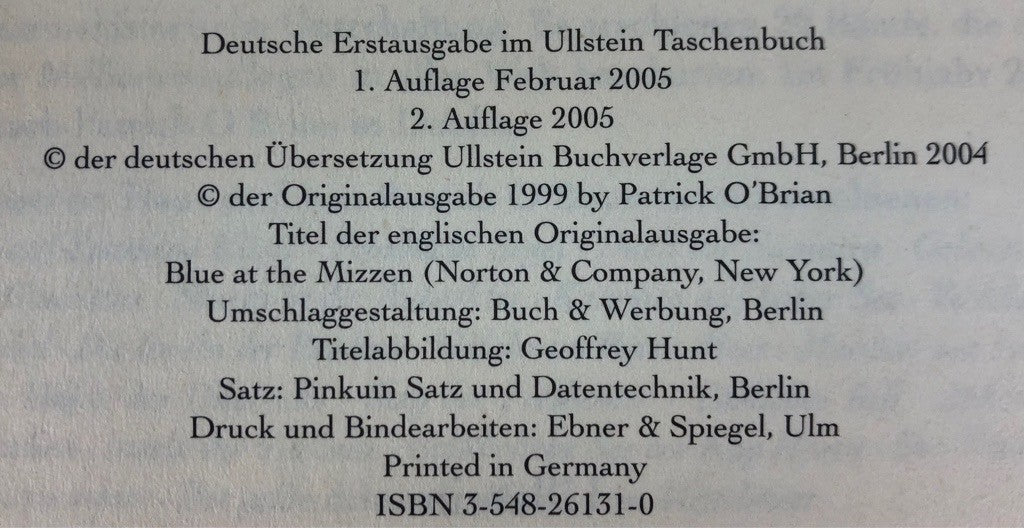 Deutsche Erstausgabe im Ullstein Taschenbuch
1. Auflage Februar 2005
2. Auflage 2005
© der deutschen Übersetzung Ullstein Buchverlage GmbH, Berlin 2004
© der Originalausgabe 1999 by Patrick O’Brian
Titel der englischen Originalausgabe:
Blue at the Mizzen (Norton & Company, New York)
Umschlaggestaltung: Buch & Werbung, Berlin
Titelabbildung: Geoffrey Hunt
Satz: Pinkuin Satz und Datentechnik, Berlin
Druck und Bindearbeiten: Ebner & Spiegel, Ulm
Printed in Germany
ISBN 3-548-26131-0